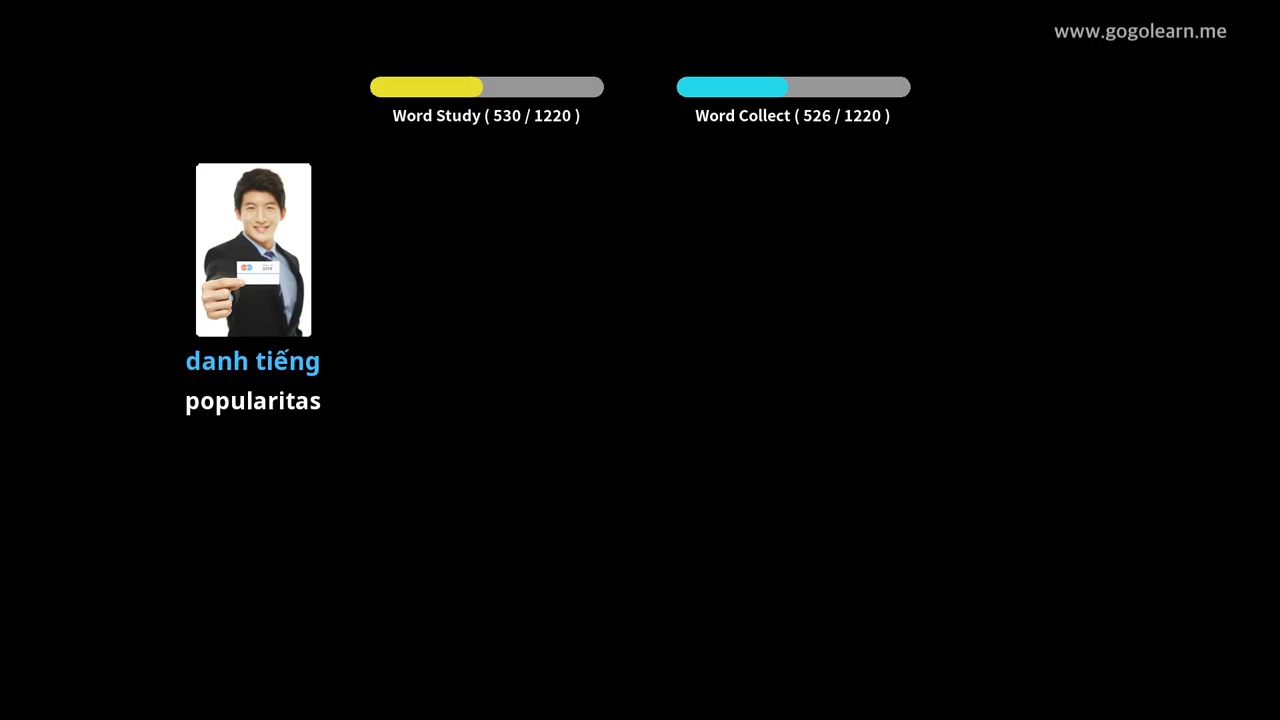 www.gogolearn.me
Word Study ( 530 / 1220 )
Word Collect ( 526 / 1220 )
danh tiếng
popularitas